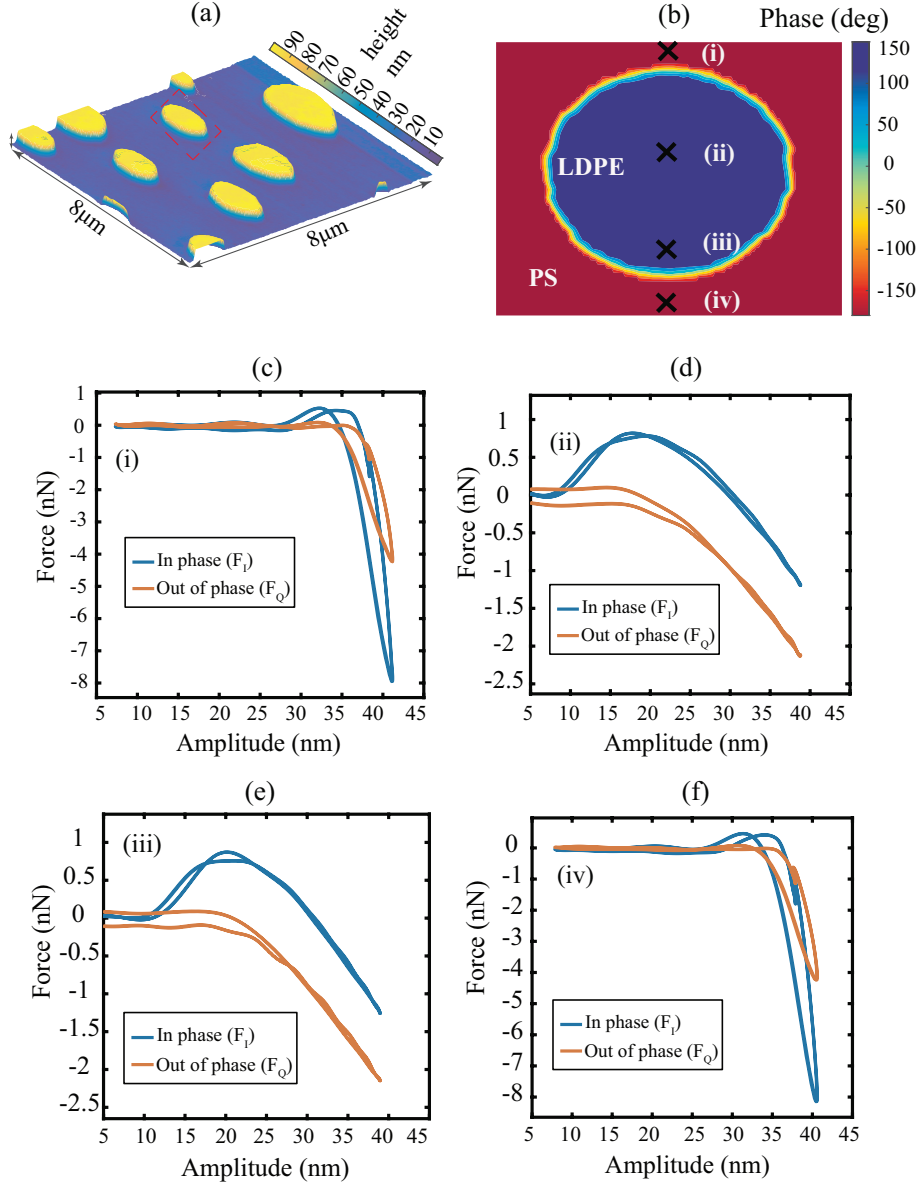 (a)
height
nm
90
80
70
60
50
40
30
20
10
8μm
8μm
(b)
Phase (deg)
(i)
(ii)
(iii)
(iv)
LDPE
PS
150
100
50
0
-50
-100
-150
(c)
(i)
Force (nN)
1
0
-1
-2
-3
-4
-5
-6
-7
-8
In phase (F_I)
Out of phase (F_Q)
5 10 15 20 25 30 35 40 45
Amplitude (nm)
(d)
(ii)
Force (nN)
1
0.5
0
-0.5
-1
-1.5
-2
-2.5
In phase (F_I)
Out of phase (F_Q)
5 10 15 20 25 30 35 40 45
Amplitude (nm)
(e)
(iii)
Force (nN)
1
0.5
0
-0.5
-1
-1.5
-2
-2.5
In phase (F_I)
Out of phase (F_Q)
5 10 15 20 25 30 35 40 45
Amplitude (nm)
(f)
(iv)
Force (nN)
0
-1
-2
-3
-4
-5
-6
-7
-8
In phase (F_I)
Out of phase (F_Q)
5 10 15 20 25 30 35 40 45
Amplitude (nm)